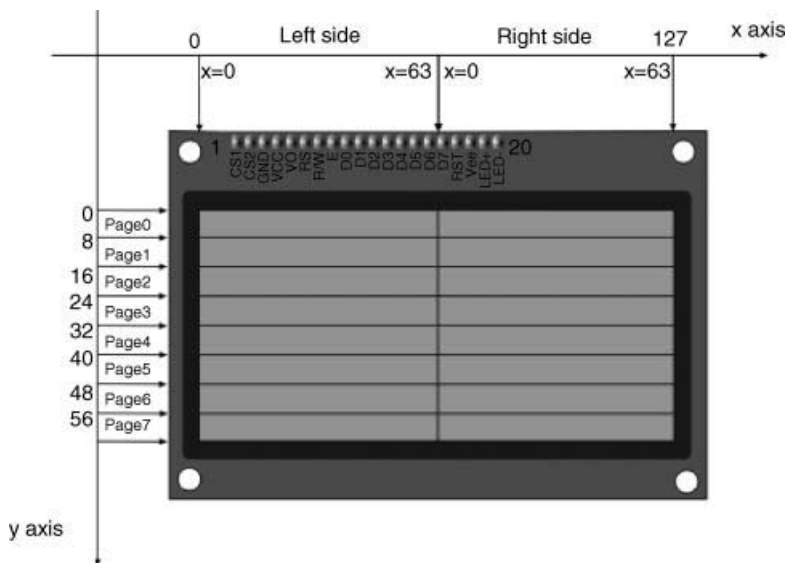 0 Left side Right side 127 x axis
x=0 x=63 x=0 x=63
1 CS1 CS2 GND VCC VO RS R/W E D0 D1 D2 D3 D4 D5 D6 D7 RST Vee LED+ LED- 20
0
Page0
8
Page1
16
Page2
24
Page3
32
Page4
40
Page5
48
Page6
56
Page7
y axis